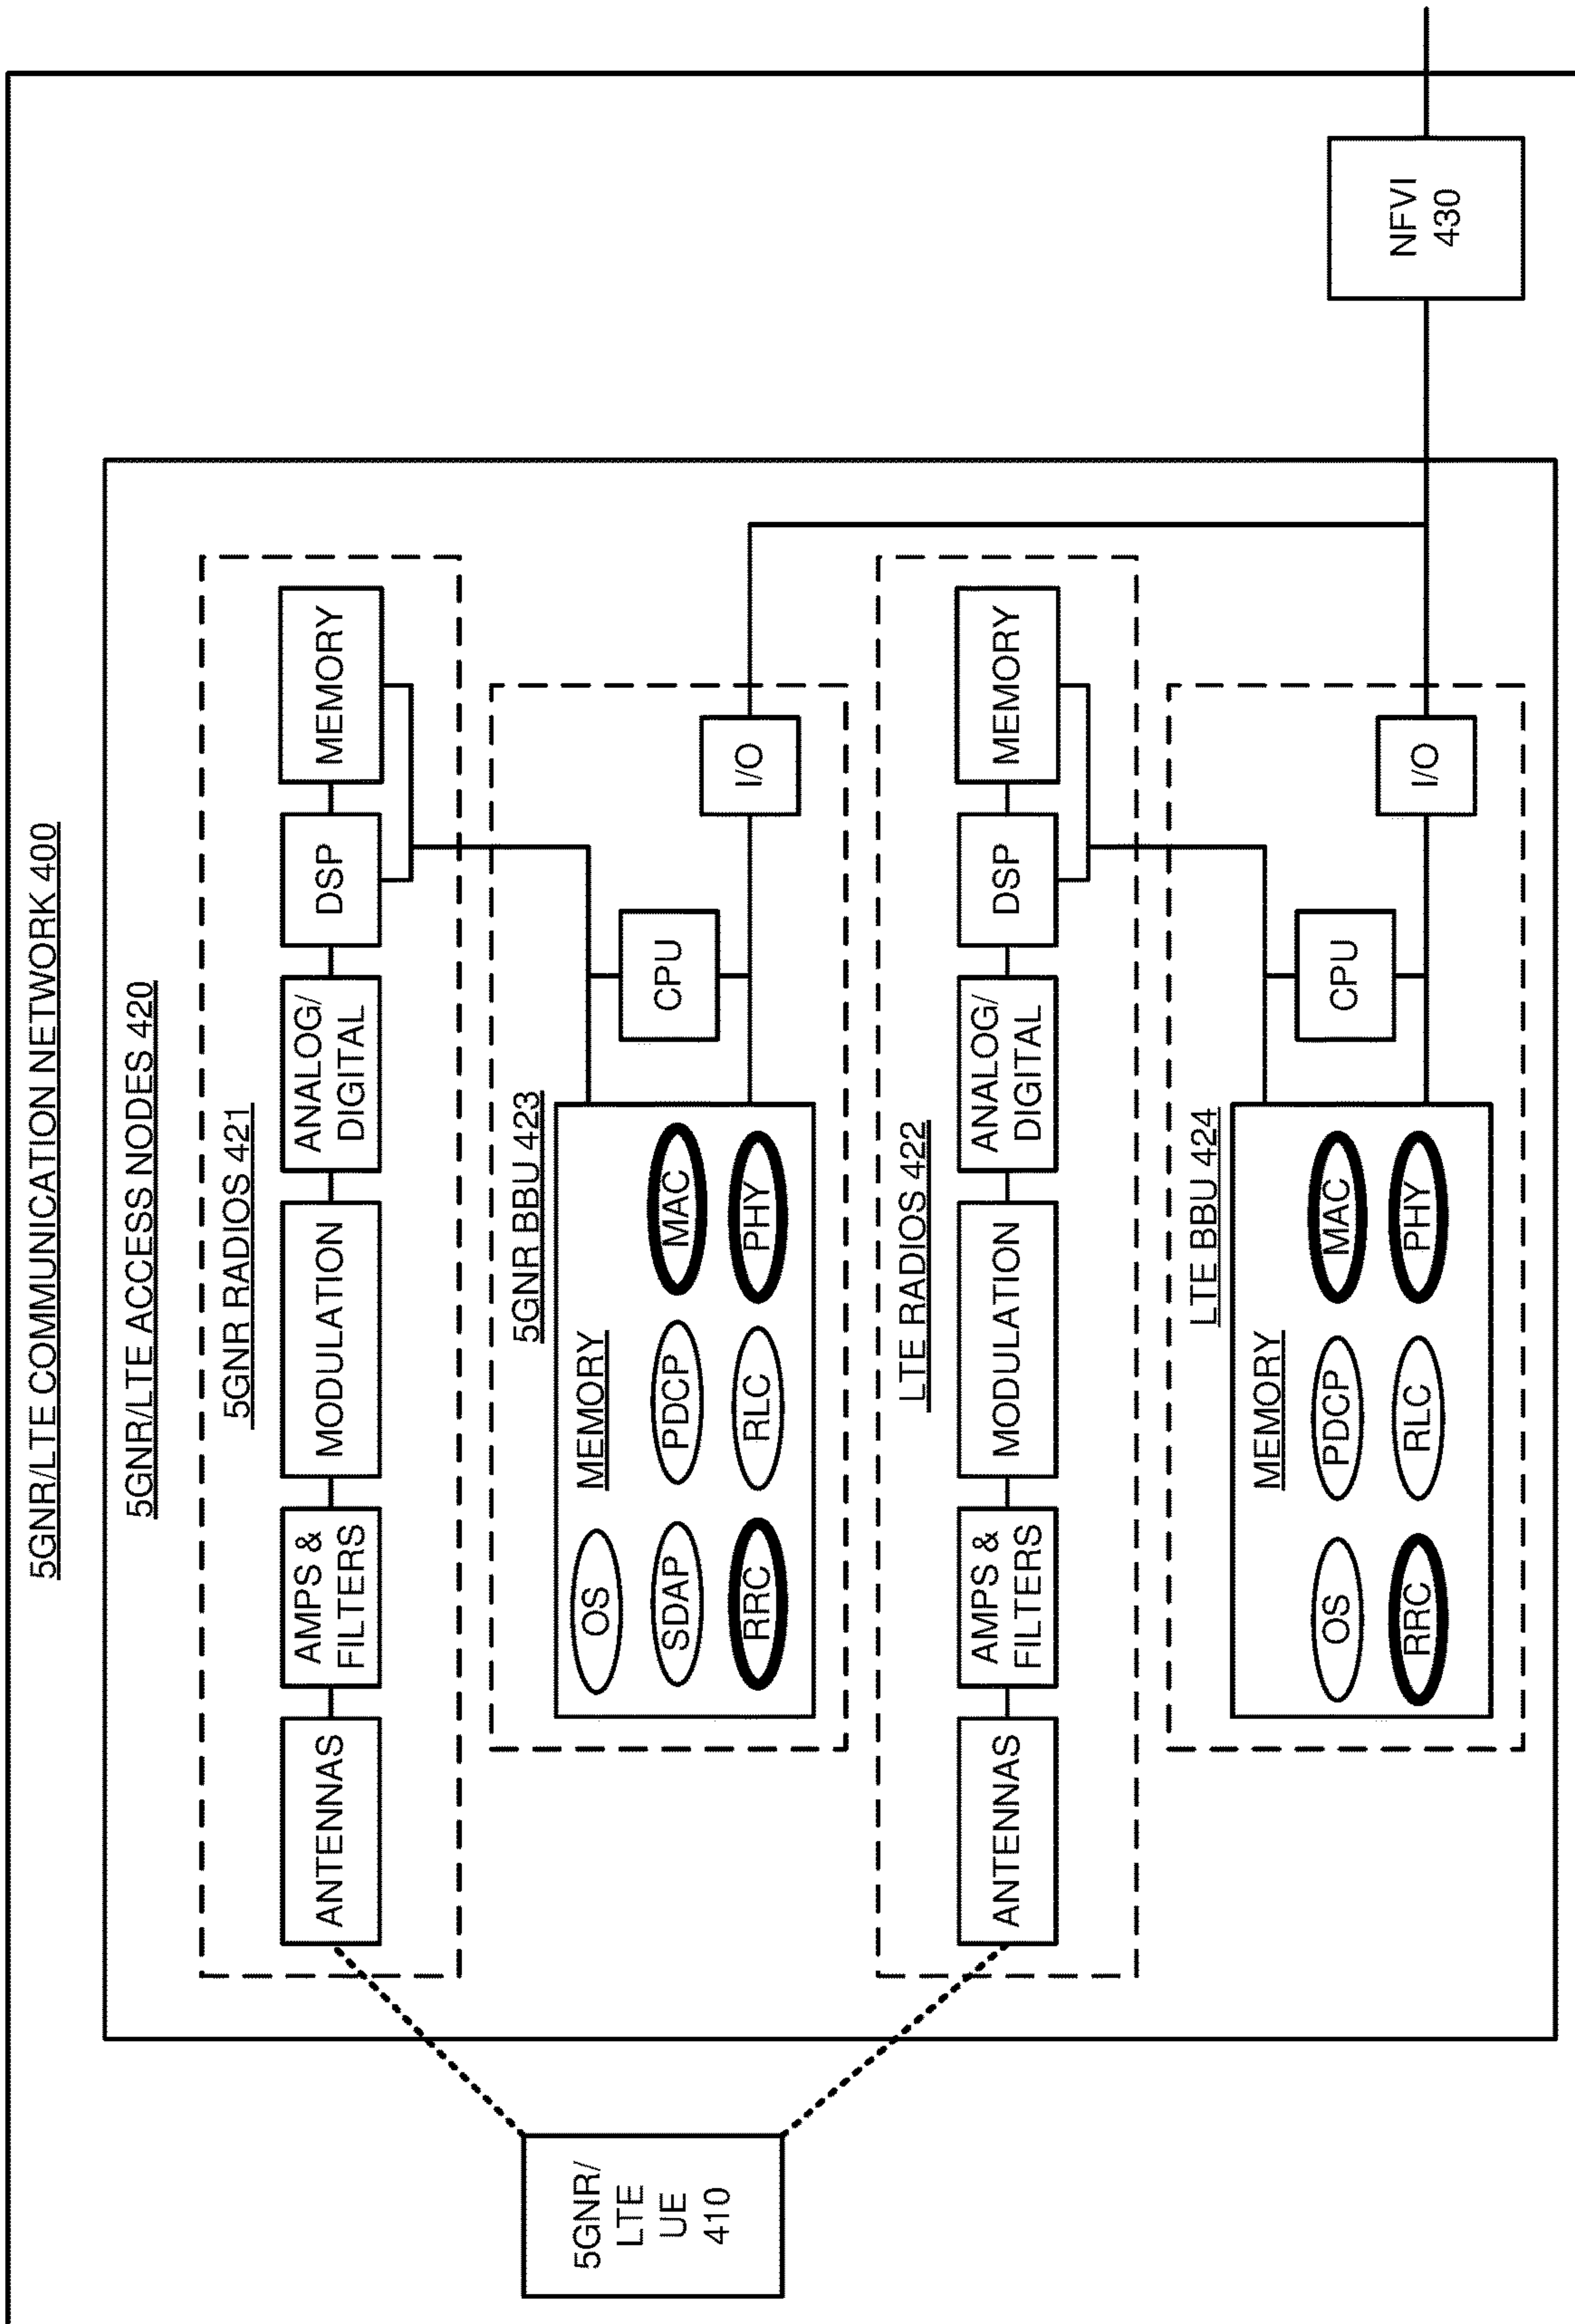 5GNR/LTE COMMUNICATION NETWORK 400
5GNR/LTE ACCESS NODES 420
5GNR RADIOS 421
ANTENNAS
AMPS &
FILTERS
MODULATION
ANALOG/
DIGITAL
DSP
MEMORY
5GNR BBU 423
MEMORY
OS
SDAP
PDCP
MAC
RRC
RLC
PHY
CPU
I/O
5GNR/
LTE
UE
410
LTE RADIOS 422
ANTENNAS
AMPS &
FILTERS
MODULATION
ANALOG/
DIGITAL
DSP
MEMORY
LTE BBU 424
MEMORY
OS
PDCP
MAC
RRC
RLC
PHY
CPU
I/O
NFVI
430